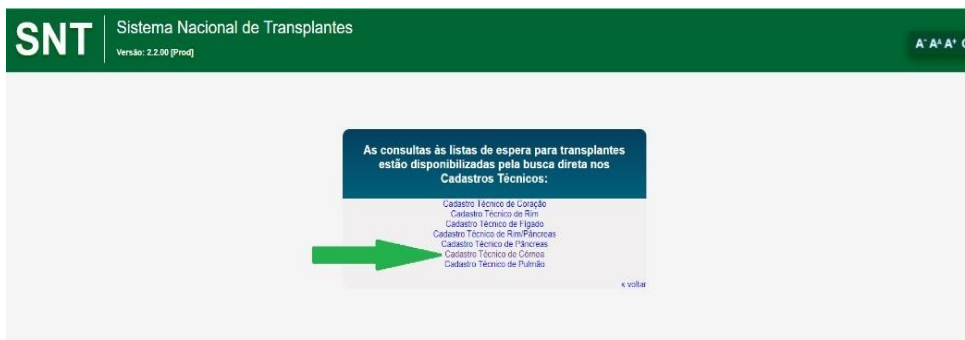 SNT
Sistema Nacional de Transplantes
Versão: 2.2.00 [Prod]
A- A^A A+
As consultas às listas de espera para transplantes
estão disponibilizadas pela busca direta nos
Cadastros Técnicos:
Cadastro Técnico de Coração
Cadastro Técnico de Rim
Cadastro Técnico de Fígado
Cadastro Técnico de Rim/Pâncreas
Cadastro Técnico de Pâncreas
Cadastro Técnico de Córnea
Cadastro Técnico de Pulmão
« voltar